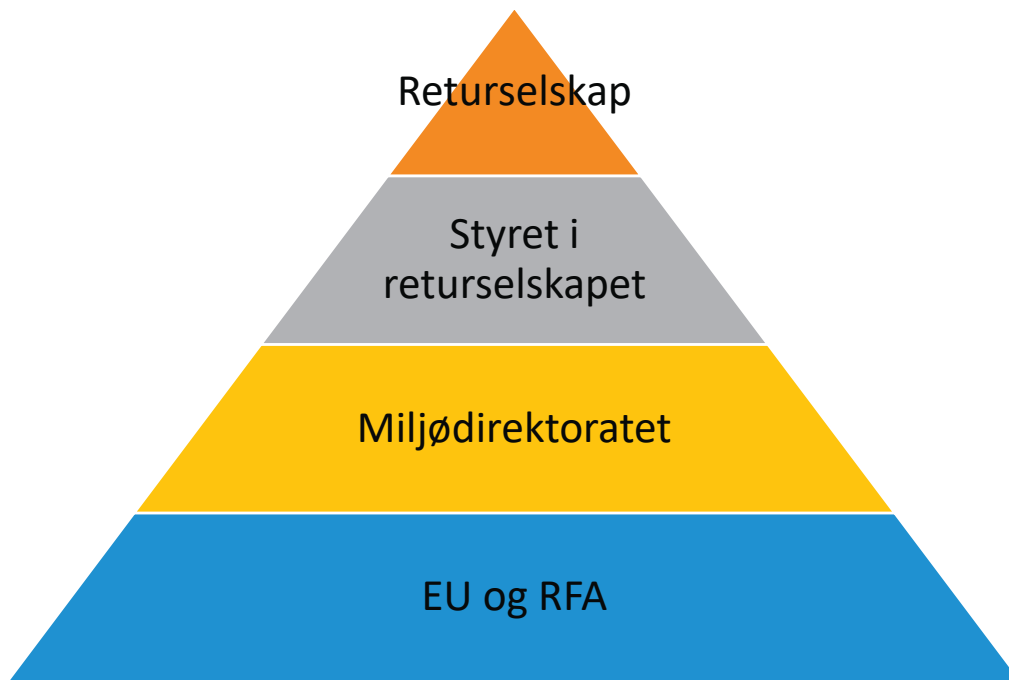 Returselskap
Styret i
returselskapet
Miljødirektoratet
EU og RFA